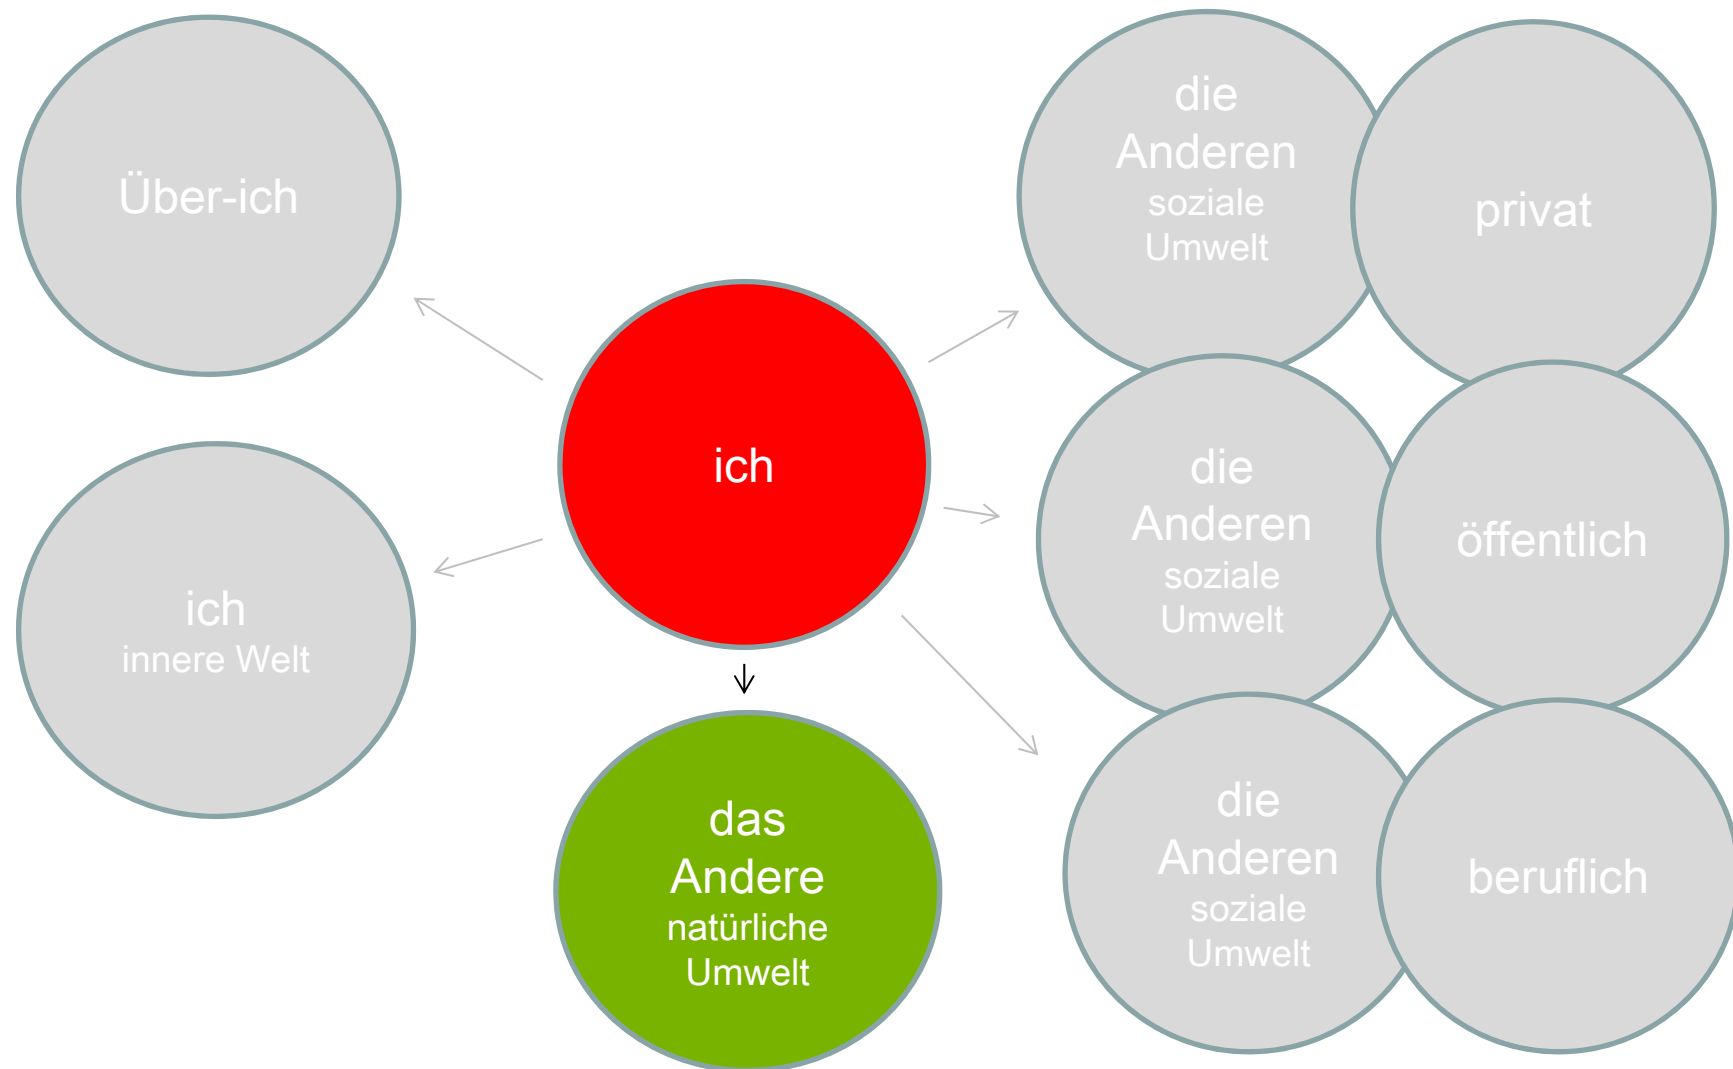 Über-ich
ich
innere Welt
ich
das
Andere
natürliche
Umwelt
die
Anderen
soziale
Umwelt
privat
die
Anderen
soziale
Umwelt
öffentlich
die
Anderen
soziale
Umwelt
beruflich